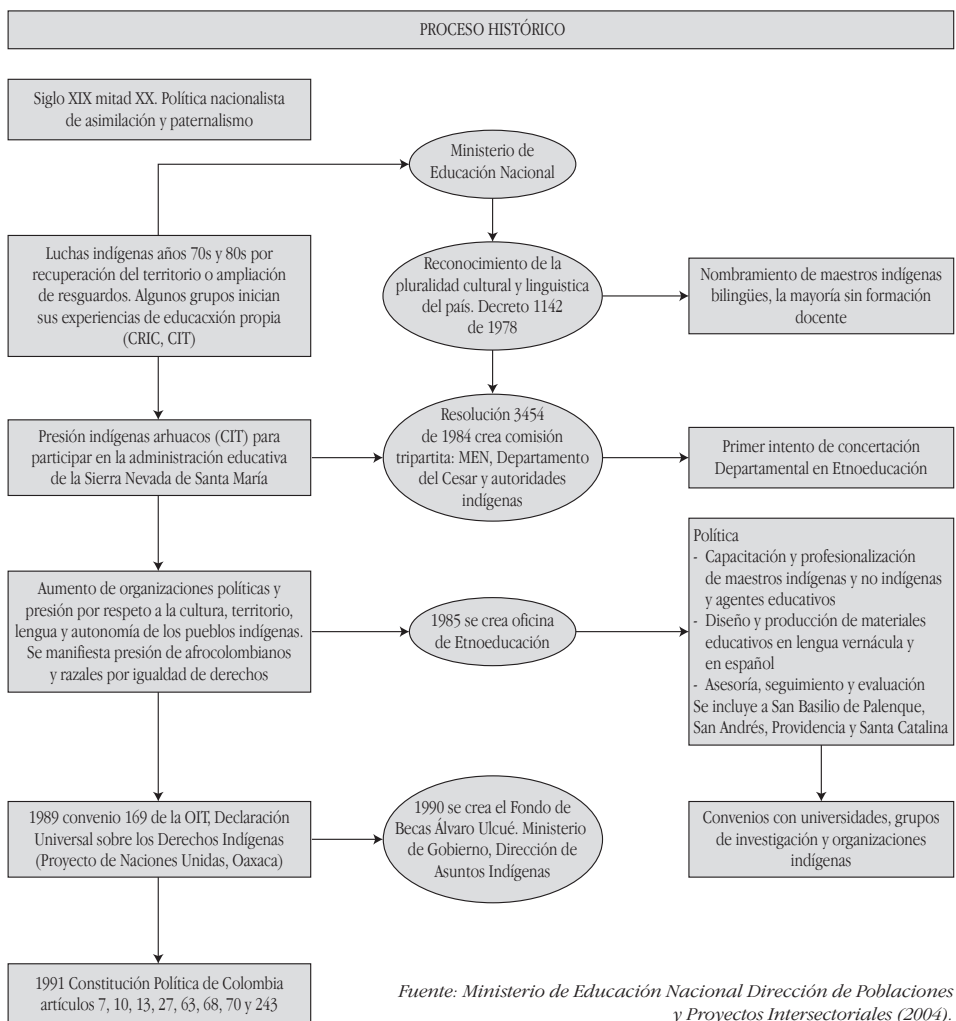 PROCESO HISTÓRICO
Siglo XIX mitad XX. Política nacionalista
de asimilación y paternalismo
Ministerio de
Educación Nacional
Luchas indígenas años 70s y 80s por
recuperación del territorio o ampliación
de resguardos. Algunos grupos inician
sus experiencias de educacxión propia
(CRIC, CIT)
Reconocimiento de la
pluralidad cultural y linguistica
del país. Decreto 1142
de 1978
Nombramiento de maestros indígenas
bilingües, la mayoría sin formación
docente
Presión indígenas arhuacos (CIT) para
participar en la administración educativa
de la Sierra Nevada de Santa María
Resolución 3454
de 1984 crea comisión
tripartita: MEN, Departamento
del Cesar y autoridades
indígenas
Primer intento de concertación
Departamental en Etnoeducación
Aumento de organizaciones políticas y
presión por respeto a la cultura, territorio,
lengua y autonomía de los pueblos indígenas.
Se manifiesta presión de afrocolombianos
y razales por igualdad de derechos
1985 se crea oficina
de Etnoeducación
Política
- Capacitación y profesionalización
de maestros indígenas y no indígenas
y agentes educativos
- Diseño y producción de materiales
educativos en lengua vernácula y
en español
- Asesoría, seguimiento y evaluación
Se incluye a San Basilio de Palenque,
San Andrés, Providencia y Santa Catalina
1989 convenio 169 de la OIT, Declaración
Universal sobre los Derechos Indígenas
(Proyecto de Naciones Unidas, Oaxaca)
1990 se crea el Fondo de
Becas Álvaro Ulcué. Ministerio
de Gobierno, Dirección de
Asuntos Indígenas
Convenios con universidades, grupos
de investigación y organizaciones
indígenas
1991 Constitución Política de Colombia
artículos 7, 10, 13, 27, 63, 68, 70 y 243
Fuente: Ministerio de Educación Nacional Dirección de Poblaciones
y Proyectos Intersectoriales (2004).